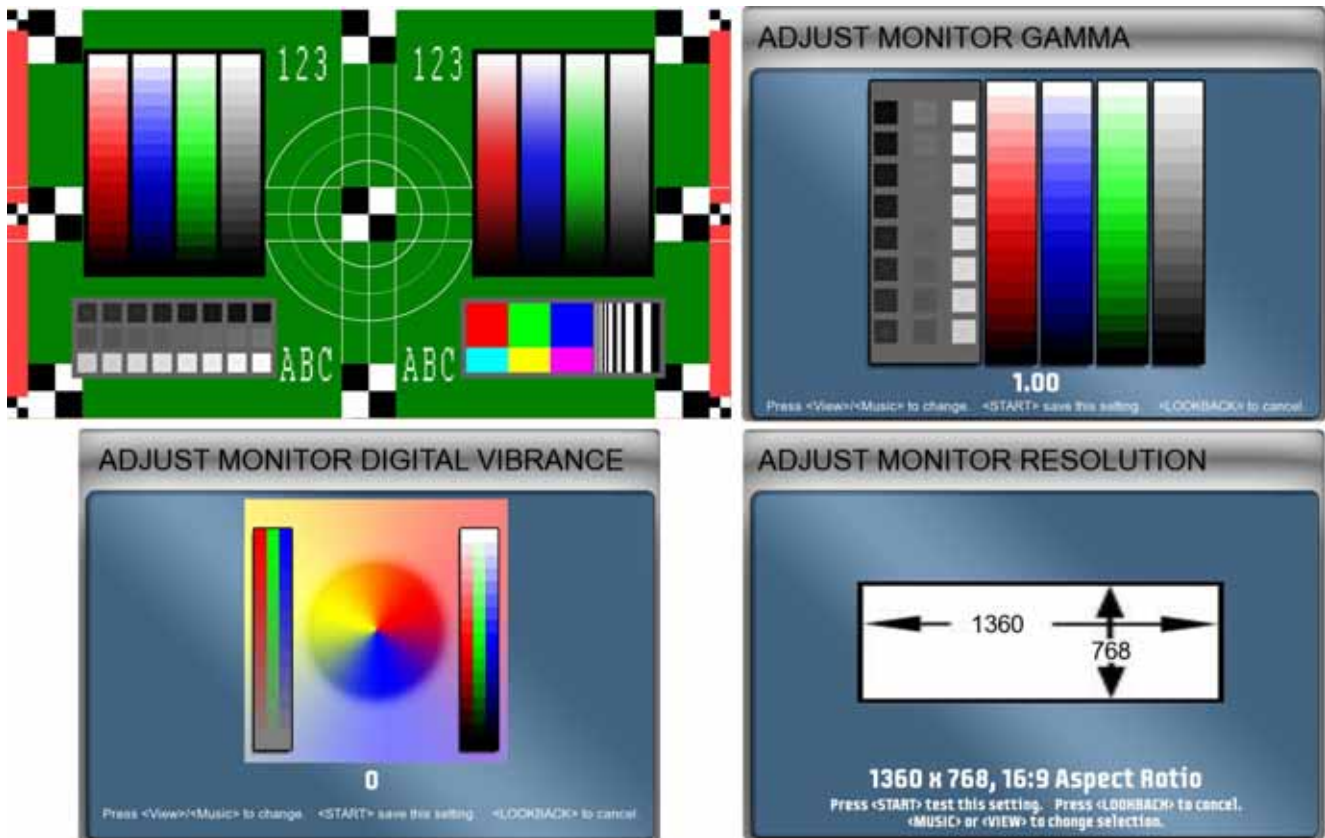 123 123
ABC ABC
ADJUST MONITOR GAMMA
1.00
Press <View>/<Music> to change. <START> save this setting. <LOOKBACK> to cancel.
ADJUST MONITOR DIGITAL VIBRANCE
0
Press <View>/<Music> to change. <START> save this setting. <LOOKBACK> to cancel.
ADJUST MONITOR RESOLUTION
1360
768
1360 x 768, 16:9 Aspect Ratio
Press <START> test this setting. Press <LOOKBACK> to cancel.
<MUSIC> or <VIEW> to change selection.